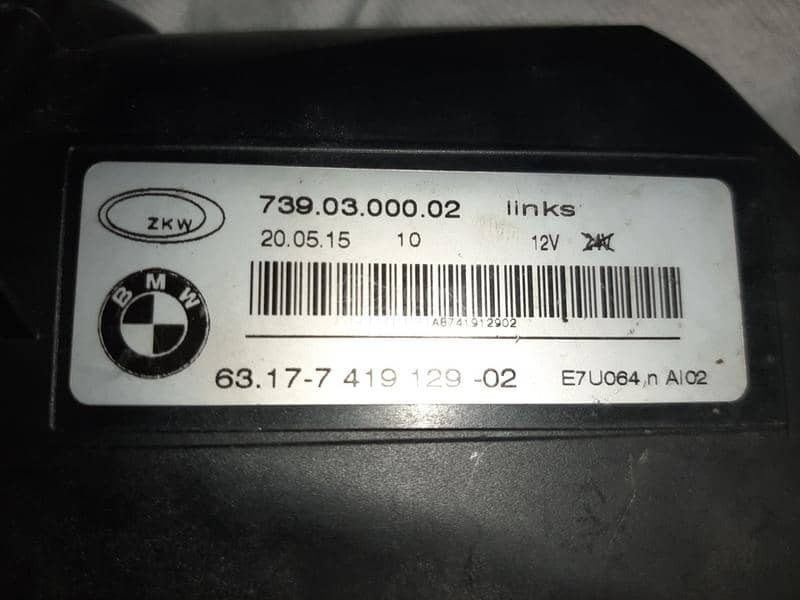 ZKW 739.03.000.02 links
20.05.15 10 12V
A8741912902
BMW
63.17-7 419 129 -02 E7U064,n AI02